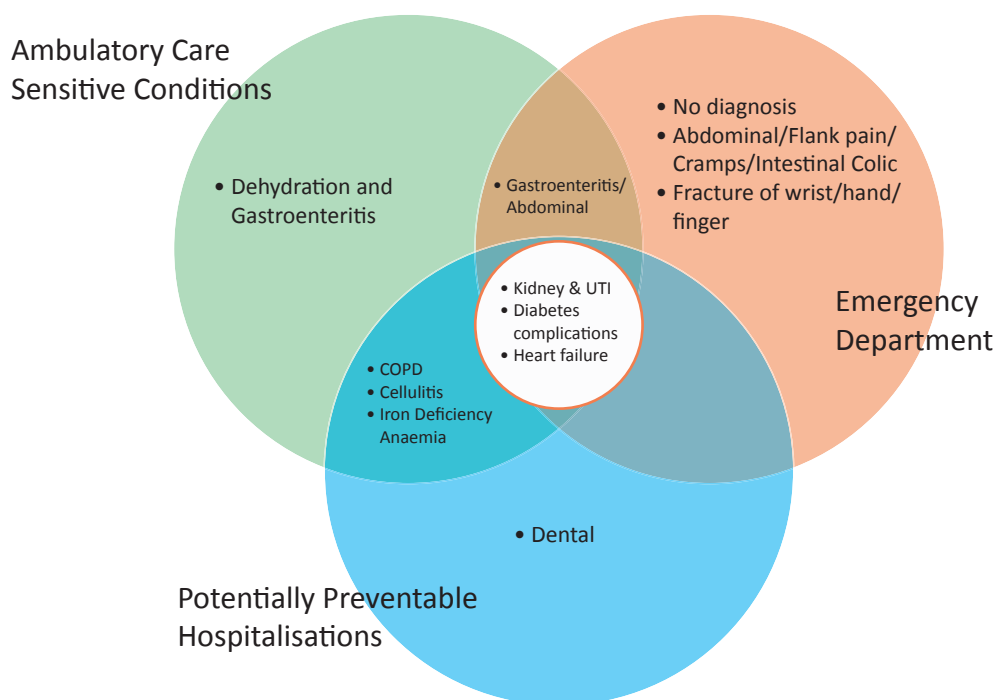 Ambulatory Care
Sensitive Conditions
• No diagnosis
• Abdominal/Flank pain/
Cramps/Intestinal Colic
• Fracture of wrist/hand/
finger
• Dehydration and
Gastroenteritis
• Gastroenteritis/
Abdominal
• Kidney & UTI
• Diabetes
complications
• Heart failure
Emergency
Department
• COPD
• Cellulitis
• Iron Deficiency
Anaemia
• Dental
Potentially Preventable
Hospitalisations